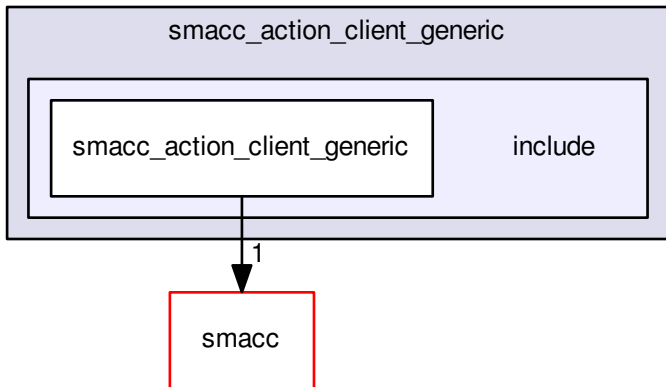 smacc_action_client_generic
smacc_action_client_generic
include
1
smacc